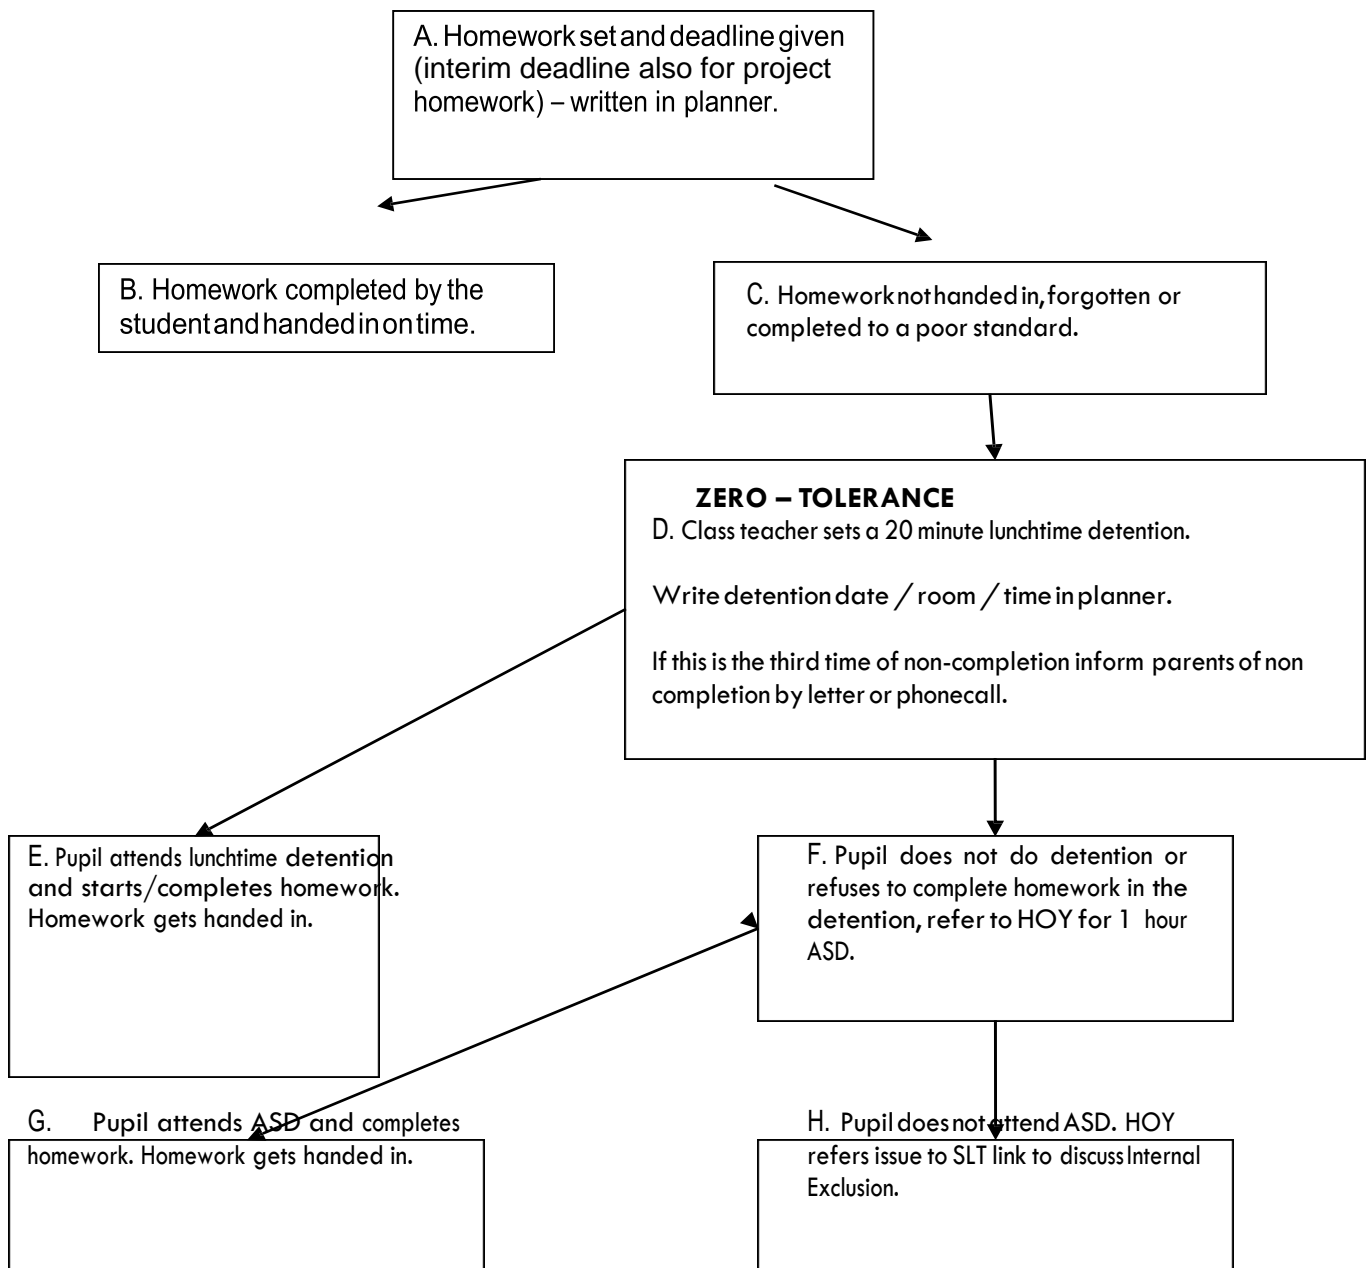 A. Homework set and deadline given
(interim deadline also for project
homework) – written in planner.
B. Homework completed by the
student and handed in on time.
C. Homework not handed in, forgotten or
completed to a poor standard.
ZERO – TOLERANCE
D. Class teacher sets a 20 minute lunchtime detention.
Write detention date / room / time in planner.
If this is the third time of non-completion inform parents of non
completion by letter or phonecall.
E. Pupil attends lunchtime detention
and starts/completes homework.
Homework gets handed in.
F. Pupil does not do detention or
refuses to complete homework in the
detention, refer to HOY for 1 hour
ASD.
G. Pupil attends ASD and completes
homework. Homework gets handed in.
H. Pupil does not attend ASD. HOY
refers issue to SLT link to discuss Internal
Exclusion.